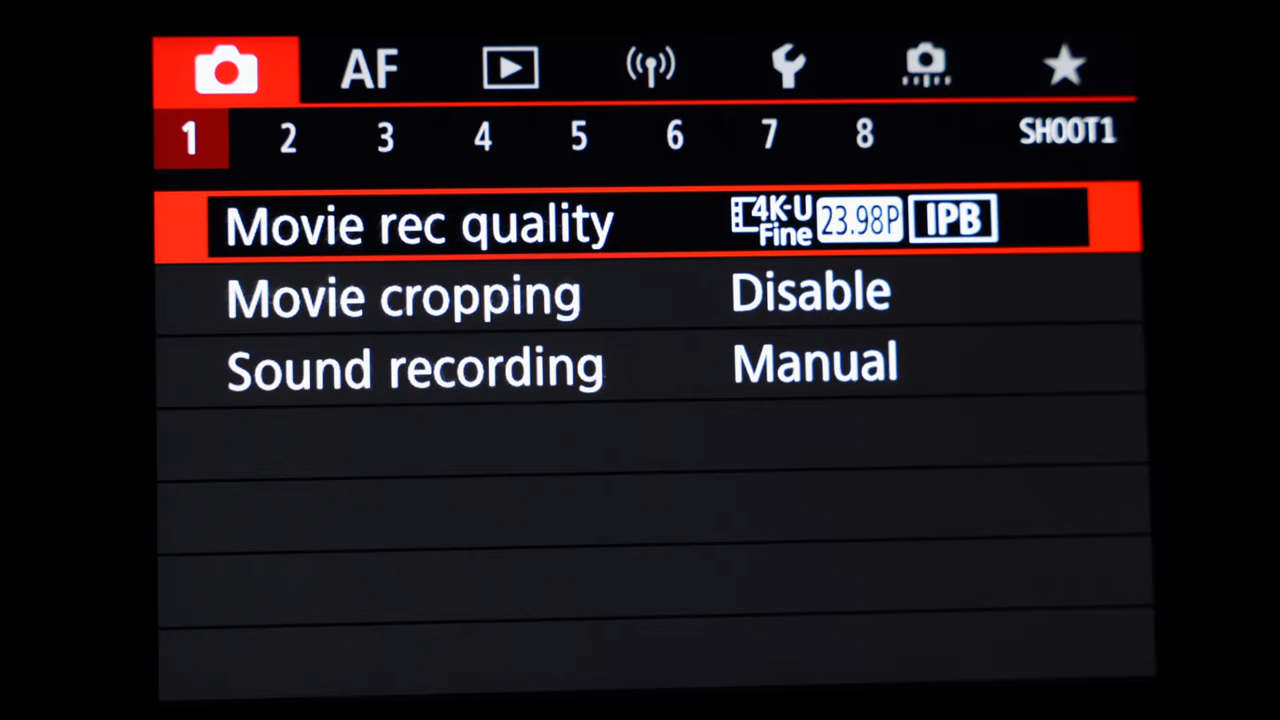 AF
1 2 3 4 5 6 7 8 SHOOT1
Movie rec quality 4K-U Fine 23.98P IPB
Movie cropping Disable
Sound recording Manual